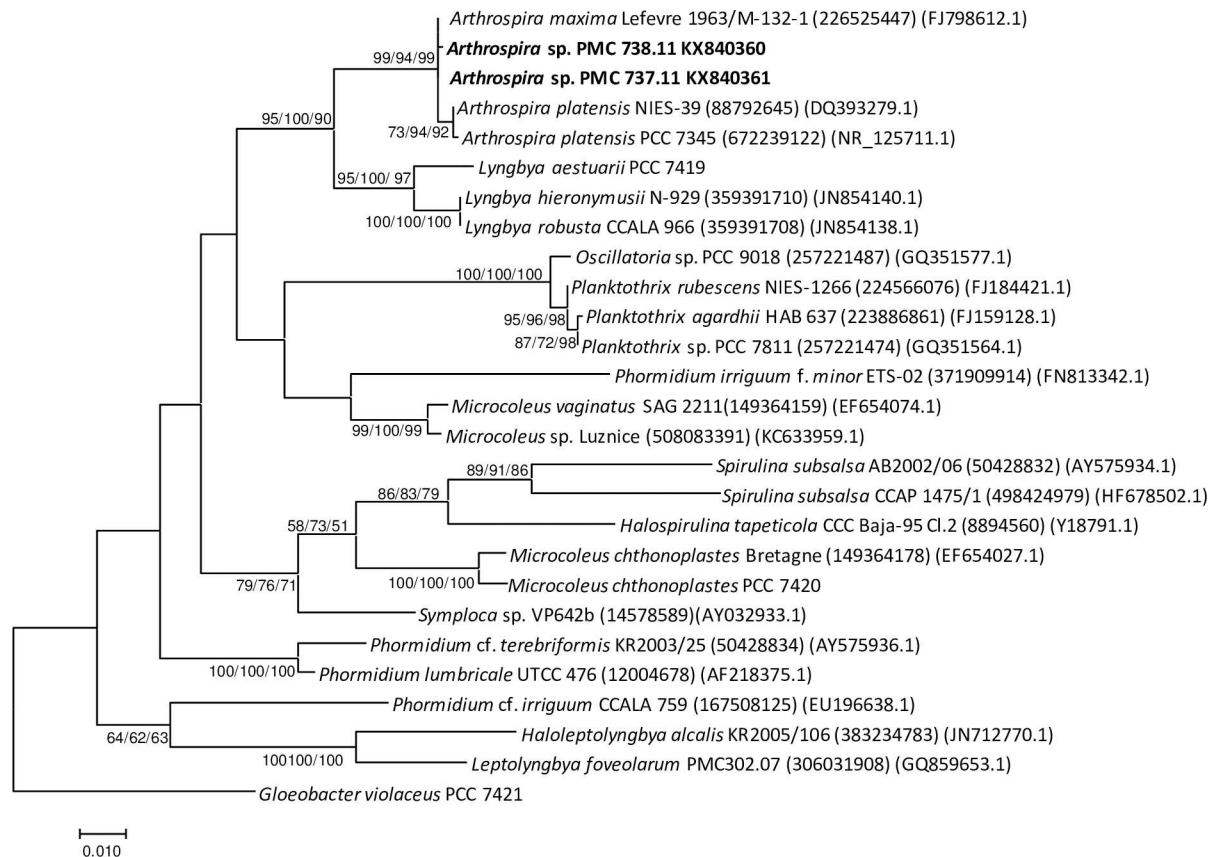 Arthrospira maxima Lefevre 1963/M-132-1 (226525447) (FJ798612.1)
Arthrospira sp. PMC 738.11 KX840360
99/94/99
Arthrospira sp. PMC 737.11 KX840361
Arthrospira platensis NIES-39 (88792645) (DQ393279.1)
95/100/90
73/94/92
Arthrospira platensis PCC 7345 (672239122) (NR_125711.1)
Lyngbya aestuarii PCC 7419
95/100/ 97
Lyngbya hieronymusii N-929 (359391710) (JN854140.1)
100/100/100
Lyngbya robusta CCALA 966 (359391708) (JN854138.1)
Oscillatoria sp. PCC 9018 (257221487) (GQ351577.1)
100/100/100
Planktothrix rubescens NIES-1266 (224566076) (FJ184421.1)
95/96/98
Planktothrix agardhii HAB 637 (223886861) (FJ159128.1)
87/72/98
Planktothrix sp. PCC 7811 (257221474) (GQ351564.1)
Phormidium irriguum f. minor ETS-02 (371909914) (FN813342.1)
Microcoleus vaginatus SAG 2211(149364159) (EF654074.1)
99/100/99
Microcoleus sp. Luznice (508083391) (KC633959.1)
89/91/86
Spirulina subsalsa AB2002/06 (50428832) (AY575934.1)
86/83/79
Spirulina subsalsa CCAP 1475/1 (498424979) (HF678502.1)
58/73/51
Halospirulina tapeticola CCC Baja-95 Cl.2 (8894560) (Y18791.1)
Microcoleus chthonoplastes Bretagne (149364178) (EF654027.1)
79/76/71
100/100/100
Microcoleus chthonoplastes PCC 7420
Symploca sp. VP642b (14578589)(AY032933.1)
Phormidium cf. terebriformis KR2003/25 (50428834) (AY575936.1)
100/100/100
Phormidium lumbricale UTCC 476 (12004678) (AF218375.1)
Phormidium cf. irriguum CCALA 759 (167508125) (EU196638.1)
64/62/63
Haloleptolyngbya alcalis KR2005/106 (383234783) (JN712770.1)
100100/100
Leptolyngbya foveolarum PMC302.07 (306031908) (GQ859653.1)
Gloeobacter violaceus PCC 7421
0.010